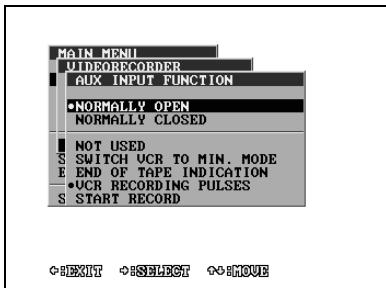 MAIN MENU
VIDEORECORDER
AUX INPUT FUNCTION
•NORMALLY OPEN
NORMALLY CLOSED
NOT USED
S SWITCH VCR TO MIN. MODE
E END OF TAPE INDICATION
•VCR RECORDING PULSES
S START RECORD
:EXIT :SELECT :MOVE